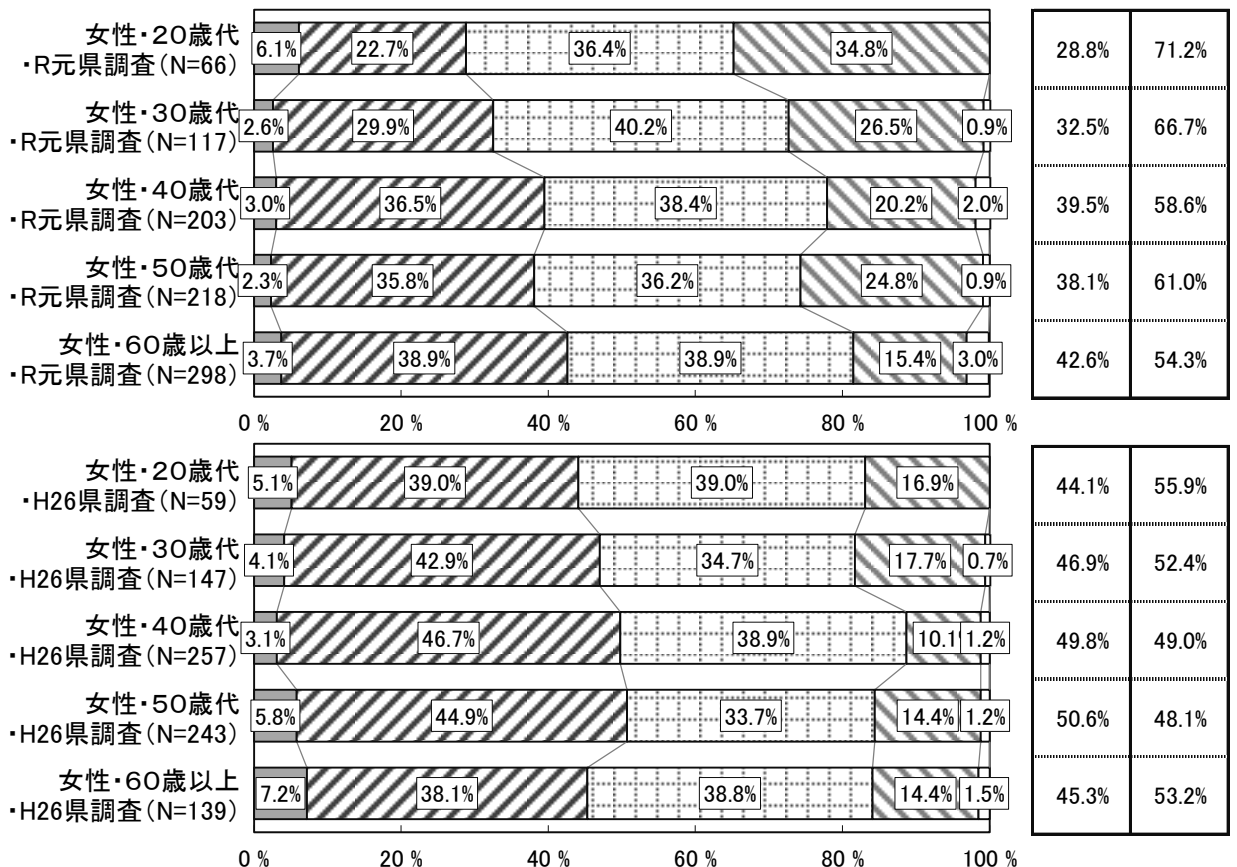 女性・20歳代
・R元県調査(N=66)
6.1% 22.7% 36.4% 34.8% 28.8% 71.2%
女性・30歳代
・R元県調査(N=117)
2.6% 29.9% 40.2% 26.5% 0.9% 32.5% 66.7%
女性・40歳代
・R元県調査(N=203)
3.0% 36.5% 38.4% 20.2% 2.0% 39.5% 58.6%
女性・50歳代
・R元県調査(N=218)
2.3% 35.8% 36.2% 24.8% 0.9% 38.1% 61.0%
女性・60歳以上
・R元県調査(N=298)
3.7% 38.9% 38.9% 15.4% 3.0% 42.6% 54.3%
0% 20% 40% 60% 80% 100%
女性・20歳代
・H26県調査(N=59)
5.1% 39.0% 39.0% 16.9% 44.1% 55.9%
女性・30歳代
・H26県調査(N=147)
4.1% 42.9% 34.7% 17.7% 0.7% 46.9% 52.4%
女性・40歳代
・H26県調査(N=257)
3.1% 46.7% 38.9% 10.1 1.2% 49.8% 49.0%
女性・50歳代
・H26県調査(N=243)
5.8% 44.9% 33.7% 14.4% 1.2% 50.6% 48.1%
女性・60歳以上
・H26県調査(N=139)
7.2% 38.1% 38.8% 14.4% 1.5% 45.3% 53.2%
0% 20% 40% 60% 80% 100%